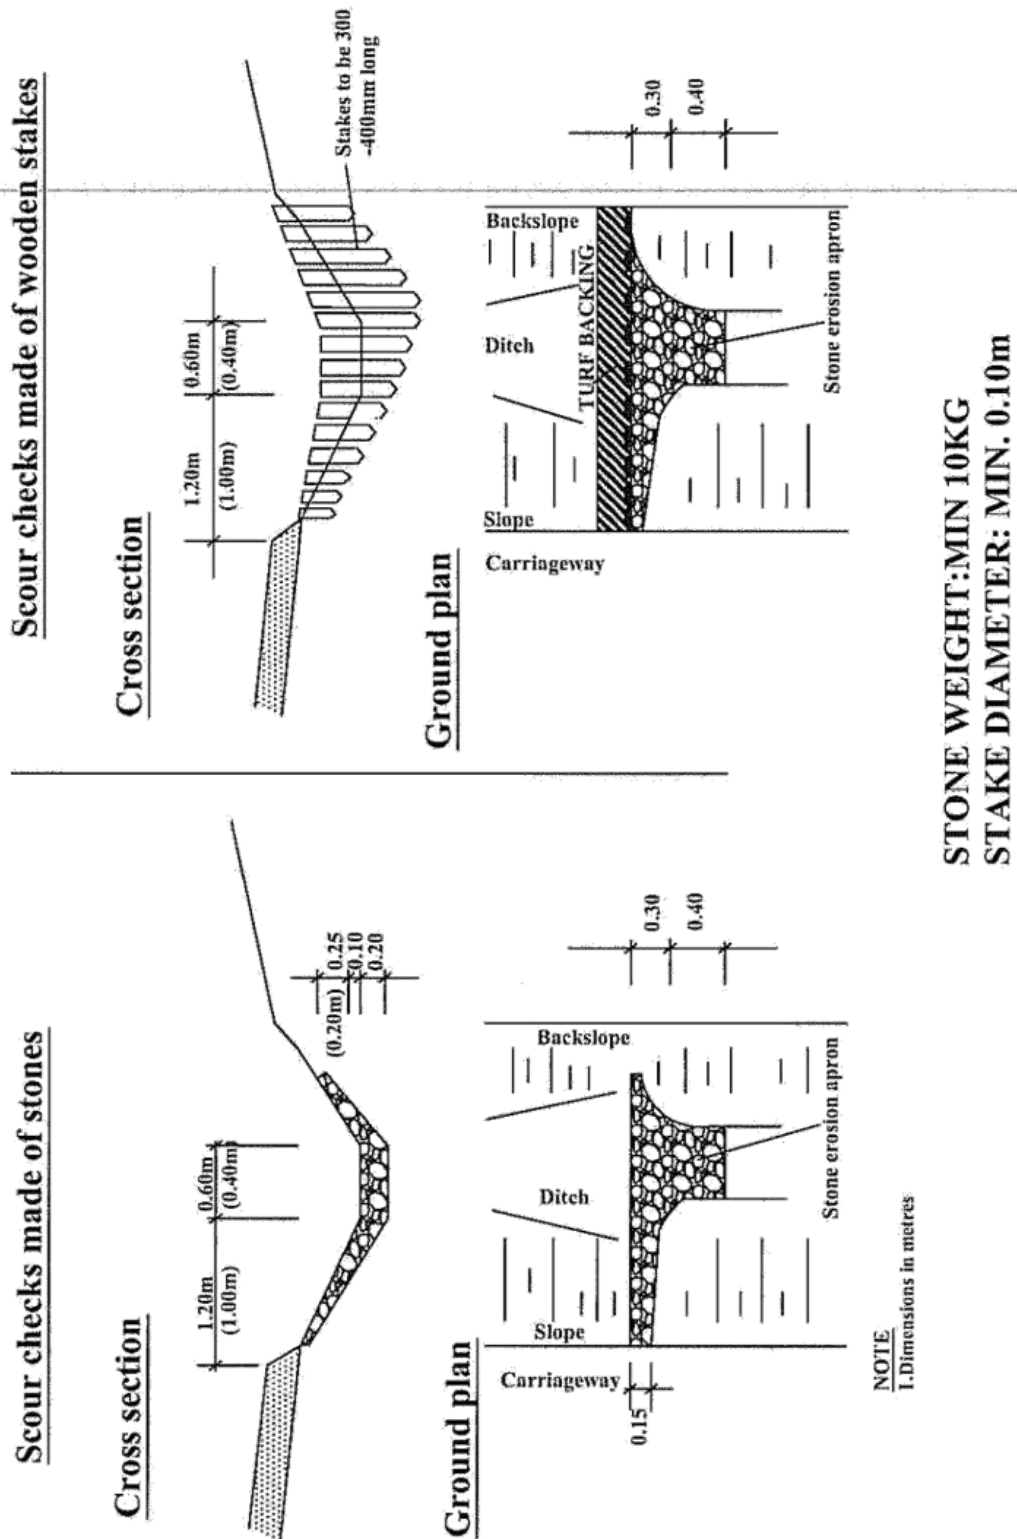 Scour checks made of stones
Cross section
1.20m
(1.00m)
0.60m
(0.40m)
(0.20m)
0.25
0.10
0.20
Ground plan
Carriageway
Slope
Ditch
Backslope
0.15
0.30
0.40
Stone erosion apron
NOTE
1.Dimensions in metres
Scour checks made of wooden stakes
Cross section
1.20m
(1.00m)
0.60m
(0.40m)
Stakes to be 300
-400mm long
Ground plan
Carriageway
Slope
Ditch
Backslope
TURF BACKING
0.30
0.40
Stone erosion apron
STONE WEIGHT:MIN 10KG
STAKE DIAMETER: MIN. 0.10m